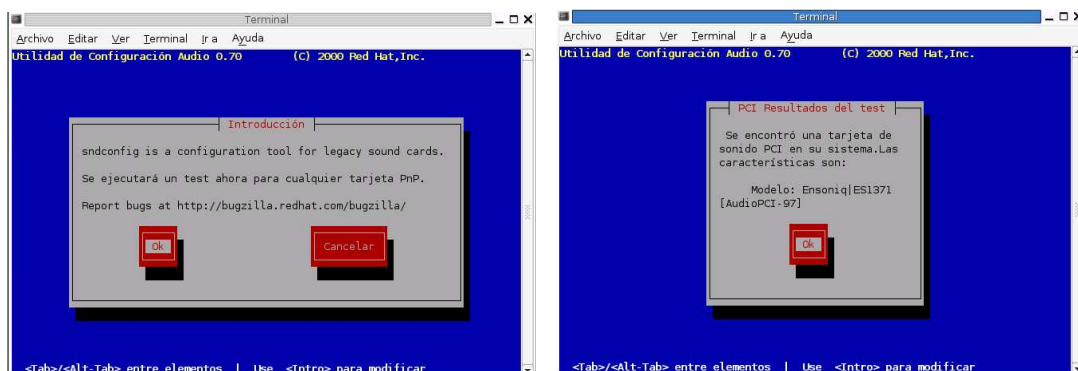 Terminal
Archivo Editar Ver Terminal Ir a Ayuda
Utilidad de Configuración Audio 0.70 (C) 2000 Red Hat,Inc.
Introducción
sndconfig is a configuration tool for legacy sound cards.
Se ejecutará un test ahora para cualquier tarjeta PnP.
Report bugs at http://bugzilla.redhat.com/bugzilla/
Ok Cancelar
<Tab>/<Alt-Tab> entre elementos | Use <Intro> para modificar
Terminal
Archivo Editar Ver Terminal Ir a Ayuda
Utilidad de Configuración Audio 0.70 (C) 2000 Red Hat,Inc.
PCI Resultados del test
Se encontró una tarjeta de
sonido PCI en su sistema.Las
características son:
Modelo: Ensoniq|ES1371
[AudioPCI-97]
Ok
<Tab>/<Alt-Tab> entre elementos | Use <Intro> para modificar